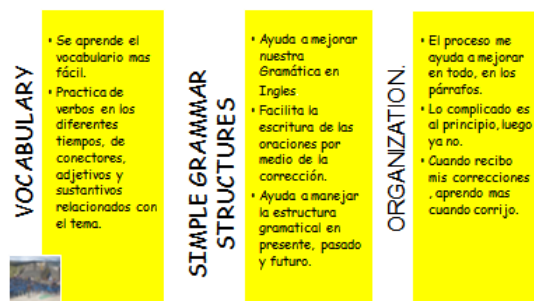 VOCABULARY
• Se aprende el
vocabulario mas
fácil.
• Practica de
verbos en los
diferentes
tiempos, de
conectores,
adjetivos y
sustantivos
relacionados con
el tema.
SIMPLE GRAMMAR
STRUCTURES
• Ayuda a mejorar
nuestra
Gramática en
Ingles
• Facilita la
escritura de las
oraciones por
medio de la
corrección.
• Ayuda a manejar
la estructura
gramatical en
presente, pasado
y futuro.
ORGANIZATION.
• El proceso me
ayuda a mejorar
en todo, en los
párrafos.
• Lo complicado es
al principio, luego
ya no.
• Cuando recibo
mis correcciones
, aprendo mas
cuando corrijo.